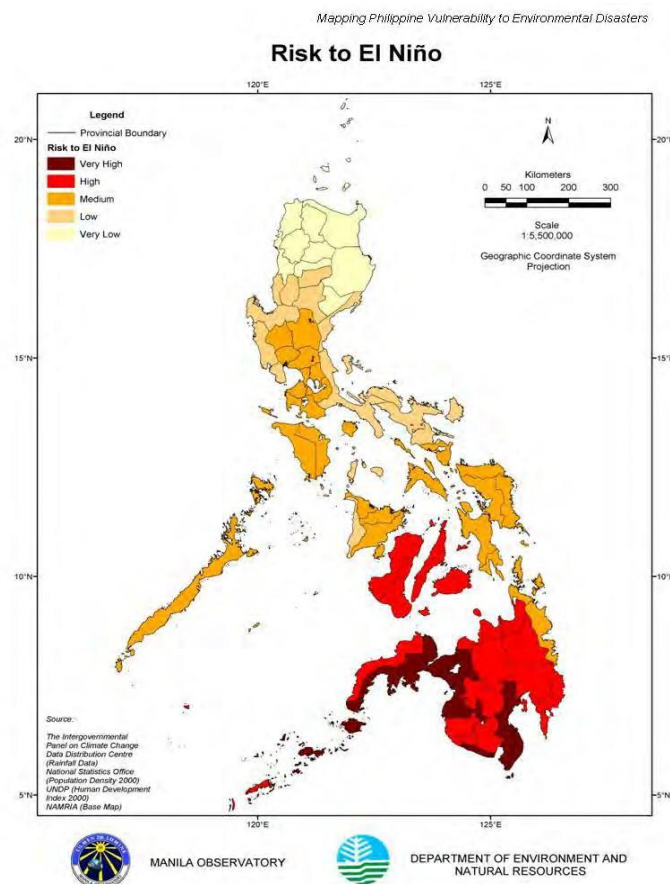 Mapping Philippine Vulnerability to Environmental Disasters
Risk to El Niño
120°E
125°E
Legend
Provincial Boundary
Risk to El Niño
Very High
High
Medium
Low
Very Low
N
Kilometers
0 50 100 200 300
Scale
1:5,500,000
Geographic Coordinate System
Projection
20°N
20°N
15°N
15°N
10°N
10°N
5°N
5°N
Source:
The Intergovernmental
Panel on Climate Change
Data Distribution Centre
(Rainfall Data)
National Statistics Office
(Population Density 2000)
UNDP (Human Development
Index 2000)
NAMRIA (Base Map)
120°E
125°E
MANILA OBSERVATORY
DEPARTMENT OF ENVIRONMENT AND
NATURAL RESOURCES